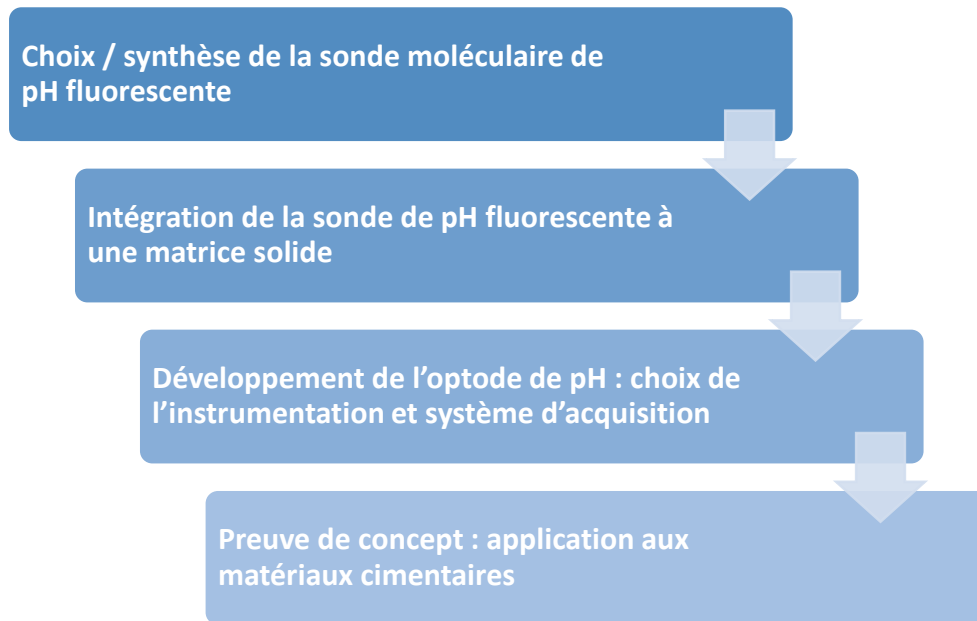 Choix / synthèse de la sonde moléculaire de
pH fluorescente
Intégration de la sonde de pH fluorescente à
une matrice solide
Développement de l'optode de pH : choix de
l'instrumentation et système d'acquisition
Preuve de concept : application aux
matériaux cimentaires